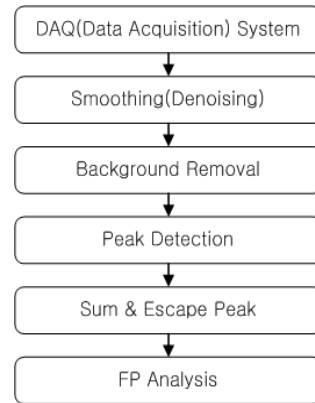 DAQ(Data Acquisition) System
Smoothing(Denoising)
Background Removal
Peak Detection
Sum & Escape Peak
FP Analysis